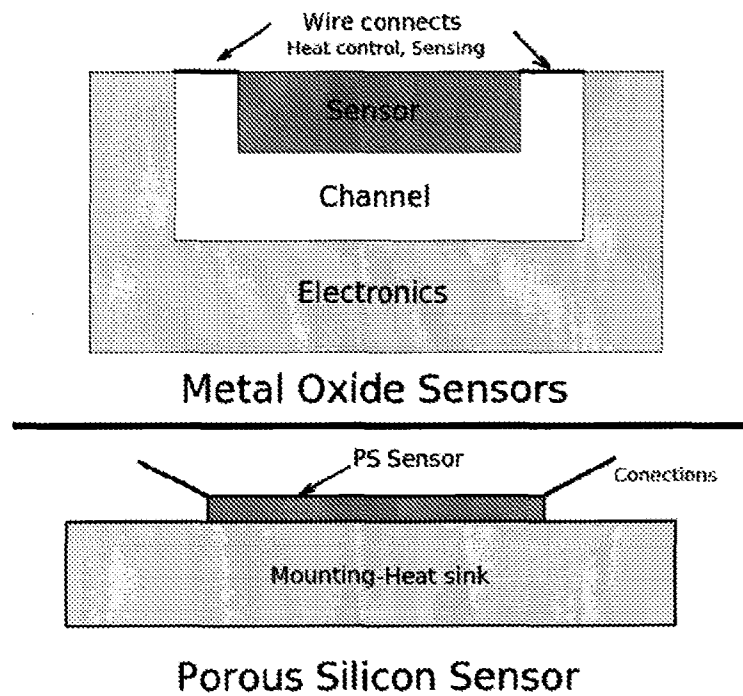 Wire connects
Heat control, Sensing
Sensor
Channel
Electronics
Metal Oxide Sensors
PS Sensor
Conections
Mounting-Heat sink
Porous Silicon Sensor